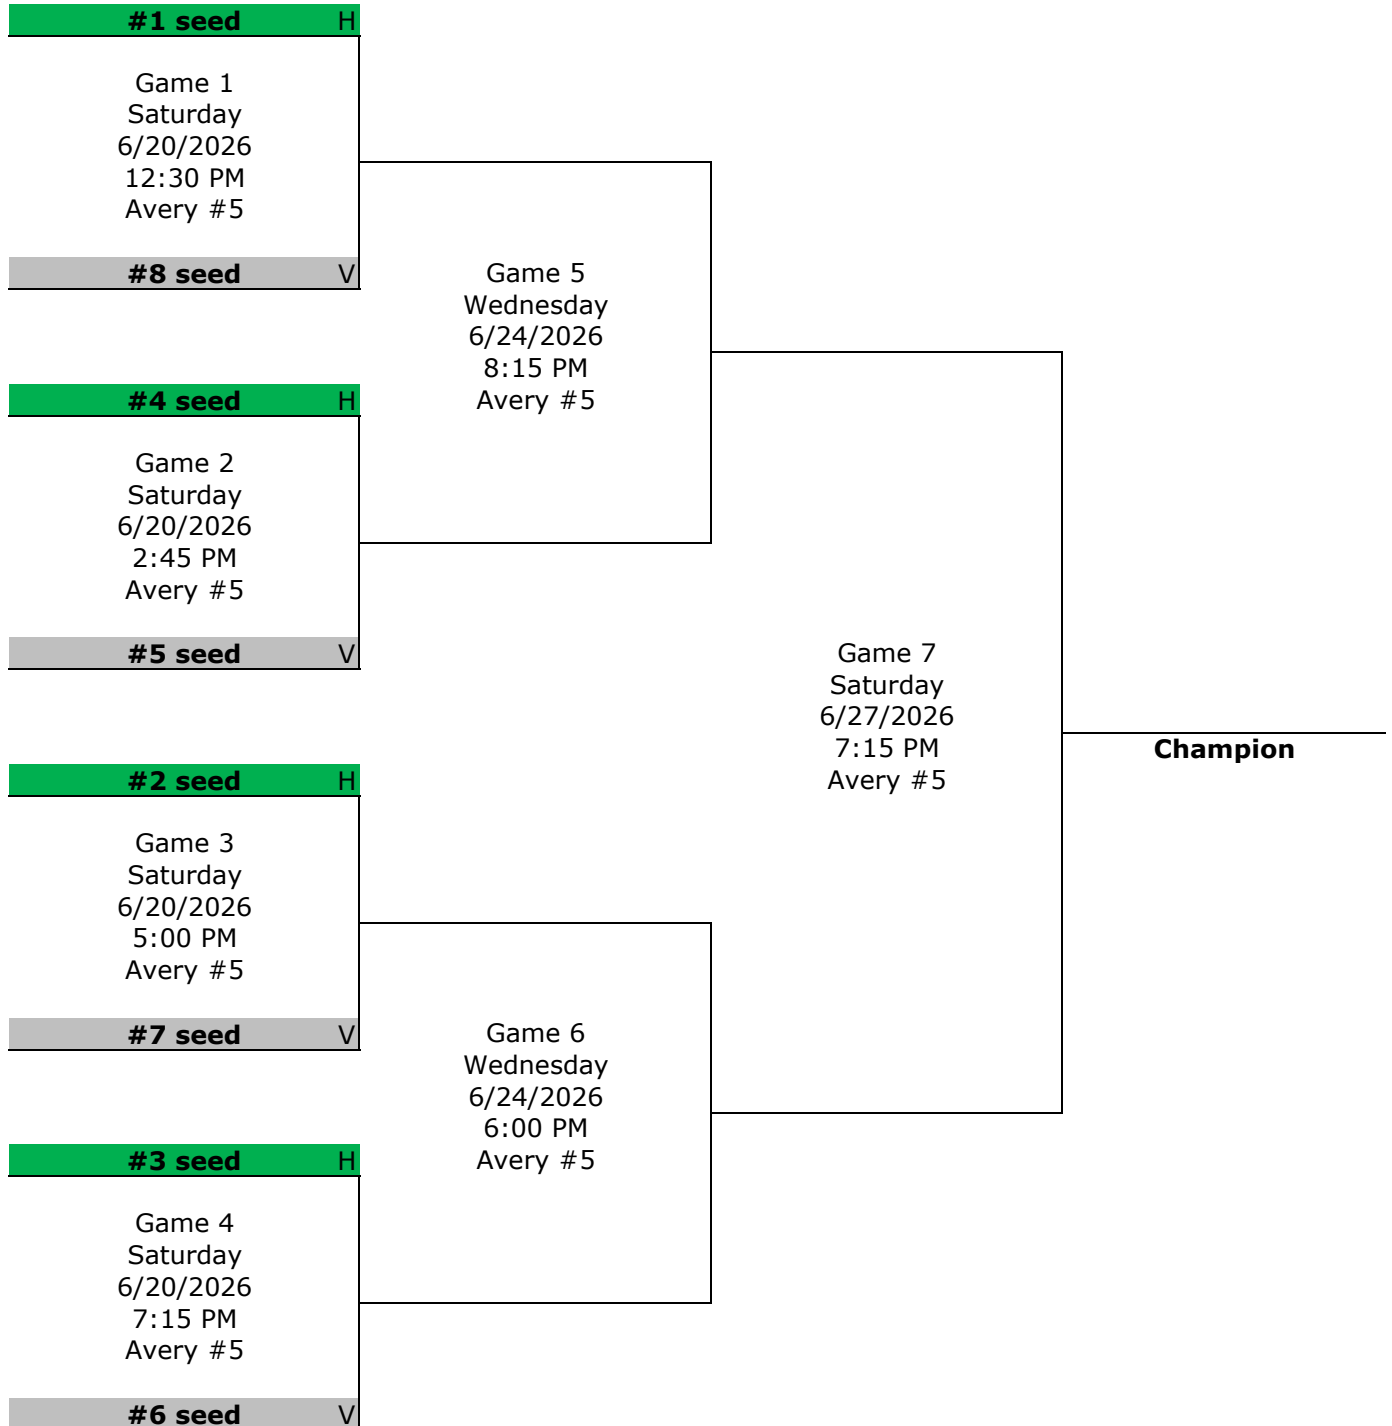 #1 seed H
Game 1
Saturday
6/20/2026
12:30 PM
Avery #5
#8 seed V
Game 5
Wednesday
6/24/2026
8:15 PM
Avery #5
#4 seed H
Game 2
Saturday
6/20/2026
2:45 PM
Avery #5
#5 seed V
Game 7
Saturday
6/27/2026
7:15 PM
Avery #5
Champion
#2 seed H
Game 3
Saturday
6/20/2026
5:00 PM
Avery #5
#7 seed V
Game 6
Wednesday
6/24/2026
6:00 PM
Avery #5
#3 seed H
Game 4
Saturday
6/20/2026
7:15 PM
Avery #5
#6 seed V